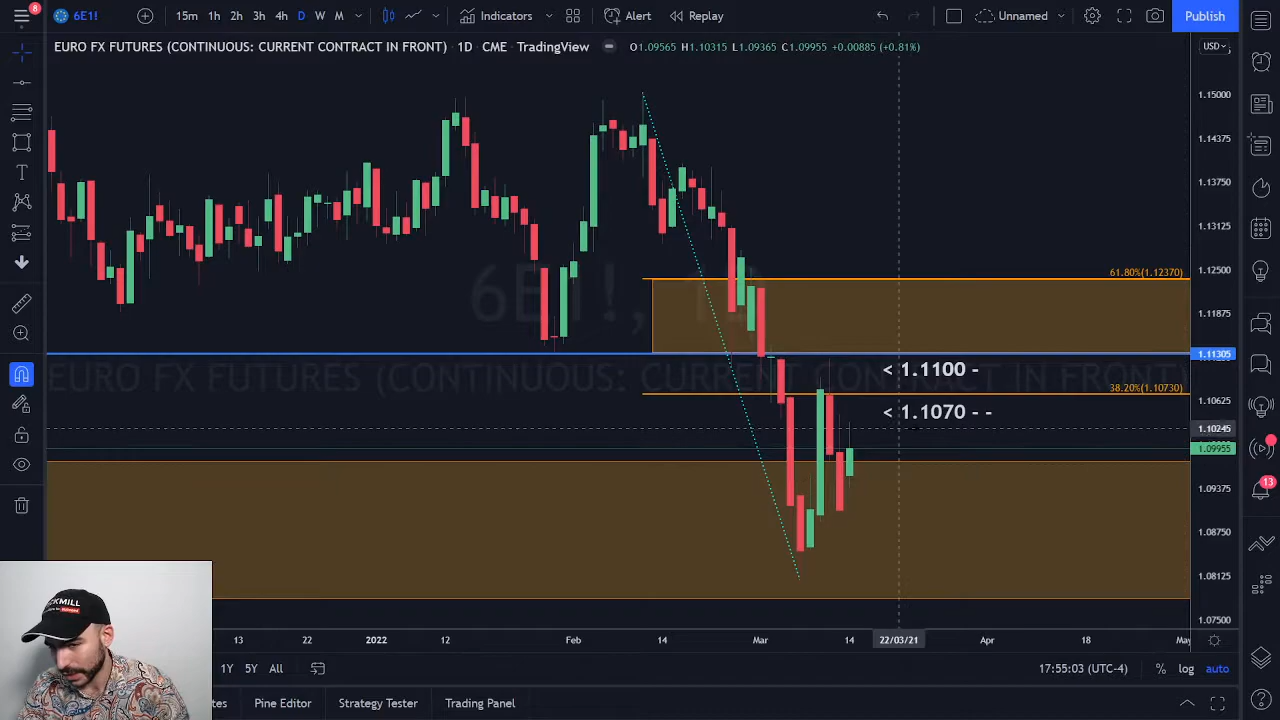 8
6E1!
15m 1h 2h 3h 4h D W M
Indicators
Alert
Replay
Unnamed
Publish
EURO FX FUTURES (CONTINUOUS: CURRENT CONTRACT IN FRONT) · 1D · CME · TradingView
O1.09565 H1.10315 L1.09365 C1.09955 +0.00885 (+0.81%)
USD
1.15000
1.14375
1.13750
1.13125
61.80%(1.12370)
1.12500
6E1!, 1D
1.11875
1.11305
< 1.1100 -
EURO FX FUTURES (CONTINUOUS: CURRENT CONTRACT IN FRONT)
38.20%(1.10730)
1.10625
< 1.1070 - -
1.10245
1.09955
1.09375
13
1.08750
1.08125
1.07500
13 22 2022 12 Feb 14 Mar 14 22/03/21 Apr 18 May
1Y 5Y All
17:55:03 (UTC-4)
% log auto
Pine Editor
Strategy Tester
Trading Panel